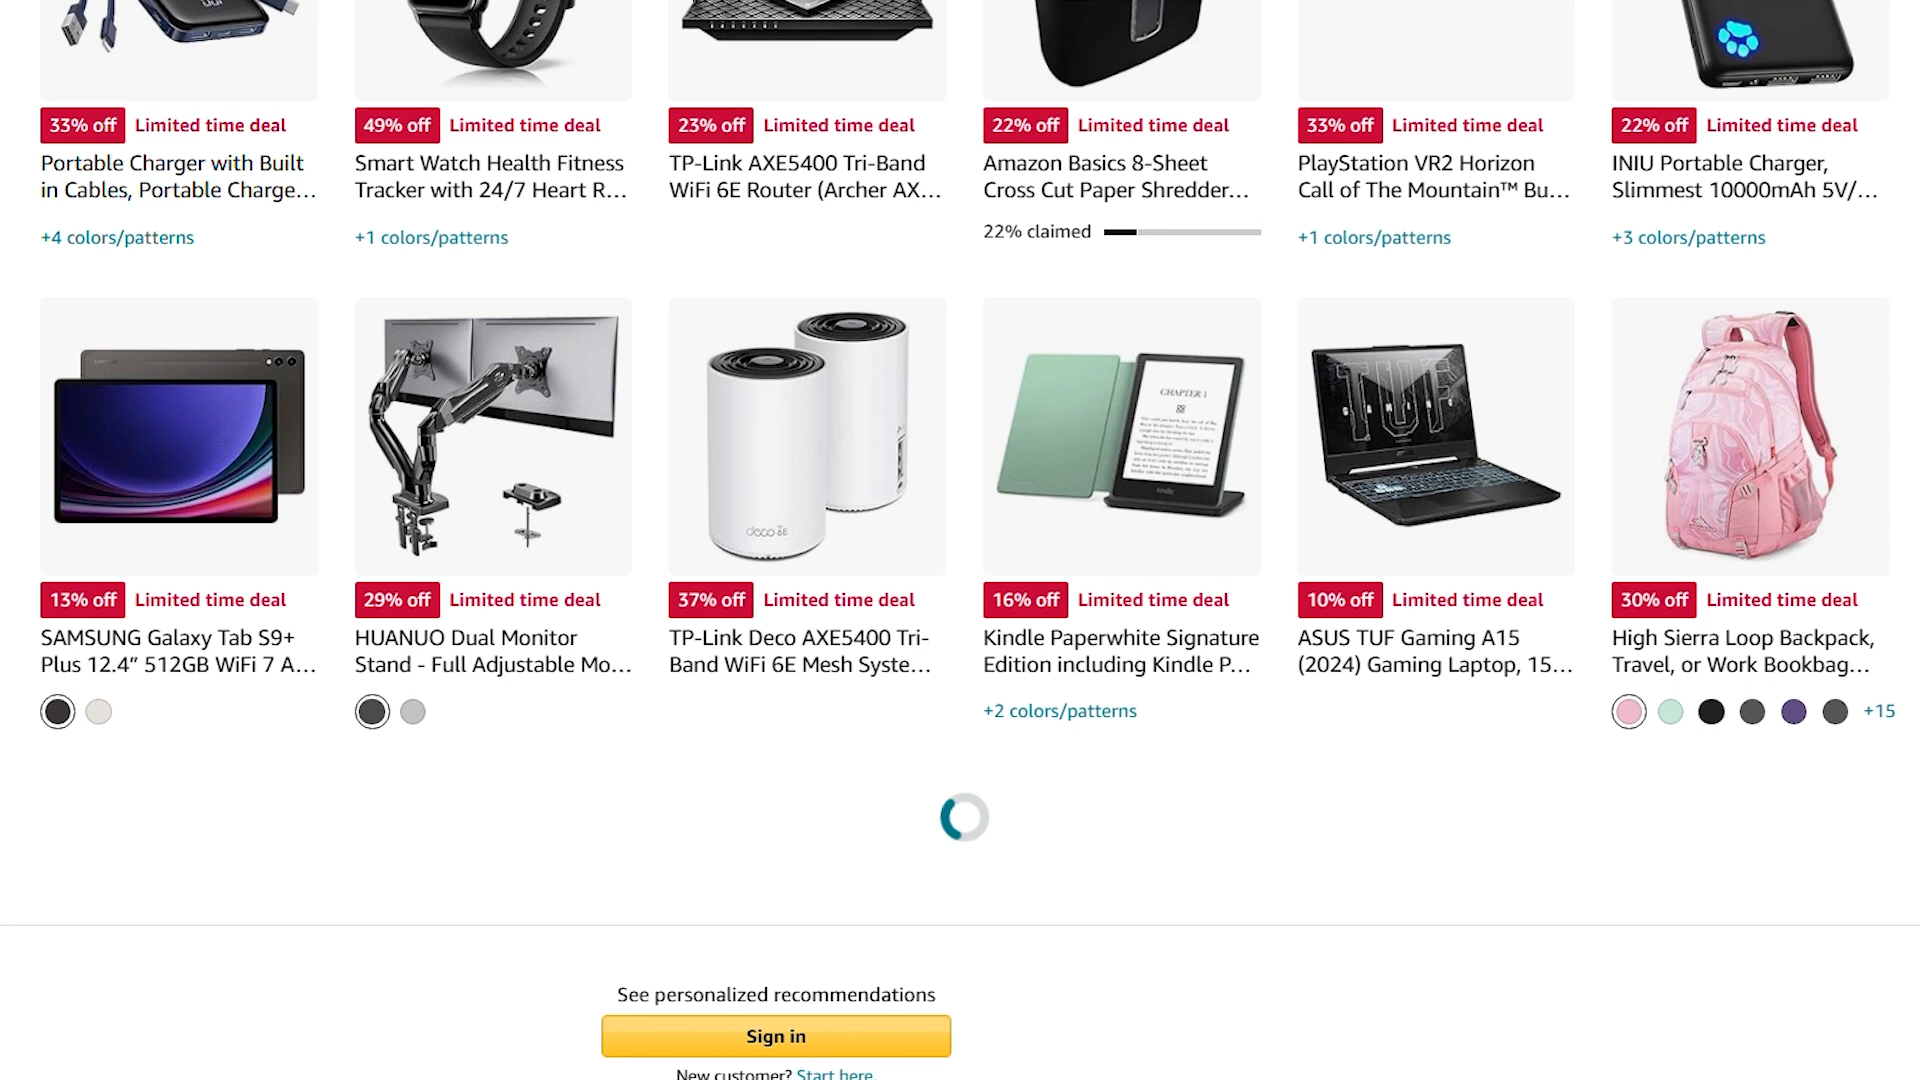 33% off Limited time deal
Portable Charger with Built
in Cables, Portable Charge...
+4 colors/patterns
49% off Limited time deal
Smart Watch Health Fitness
Tracker with 24/7 Heart R...
+1 colors/patterns
23% off Limited time deal
TP-Link AXE5400 Tri-Band
WiFi 6E Router (Archer AX...
22% off Limited time deal
Amazon Basics 8-Sheet
Cross Cut Paper Shredder...
22% claimed
33% off Limited time deal
PlayStation VR2 Horizon
Call of The Mountain™ Bu...
+1 colors/patterns
22% off Limited time deal
INIU Portable Charger,
Slimmest 10000mAh 5V/...
+3 colors/patterns
13% off Limited time deal
SAMSUNG Galaxy Tab S9+
Plus 12.4” 512GB WiFi 7 A...
29% off Limited time deal
HUANUO Dual Monitor
Stand - Full Adjustable Mo...
deco 6E
37% off Limited time deal
TP-Link Deco AXE5400 Tri-
Band WiFi 6E Mesh Syste...
CHAPTER 1
kindle
16% off Limited time deal
Kindle Paperwhite Signature
Edition including Kindle P...
+2 colors/patterns
TUF
GAMING
10% off Limited time deal
ASUS TUF Gaming A15
(2024) Gaming Laptop, 15...
30% off Limited time deal
High Sierra Loop Backpack,
Travel, or Work Bookbag...
+15
See personalized recommendations
Sign in
New customer? Start here.